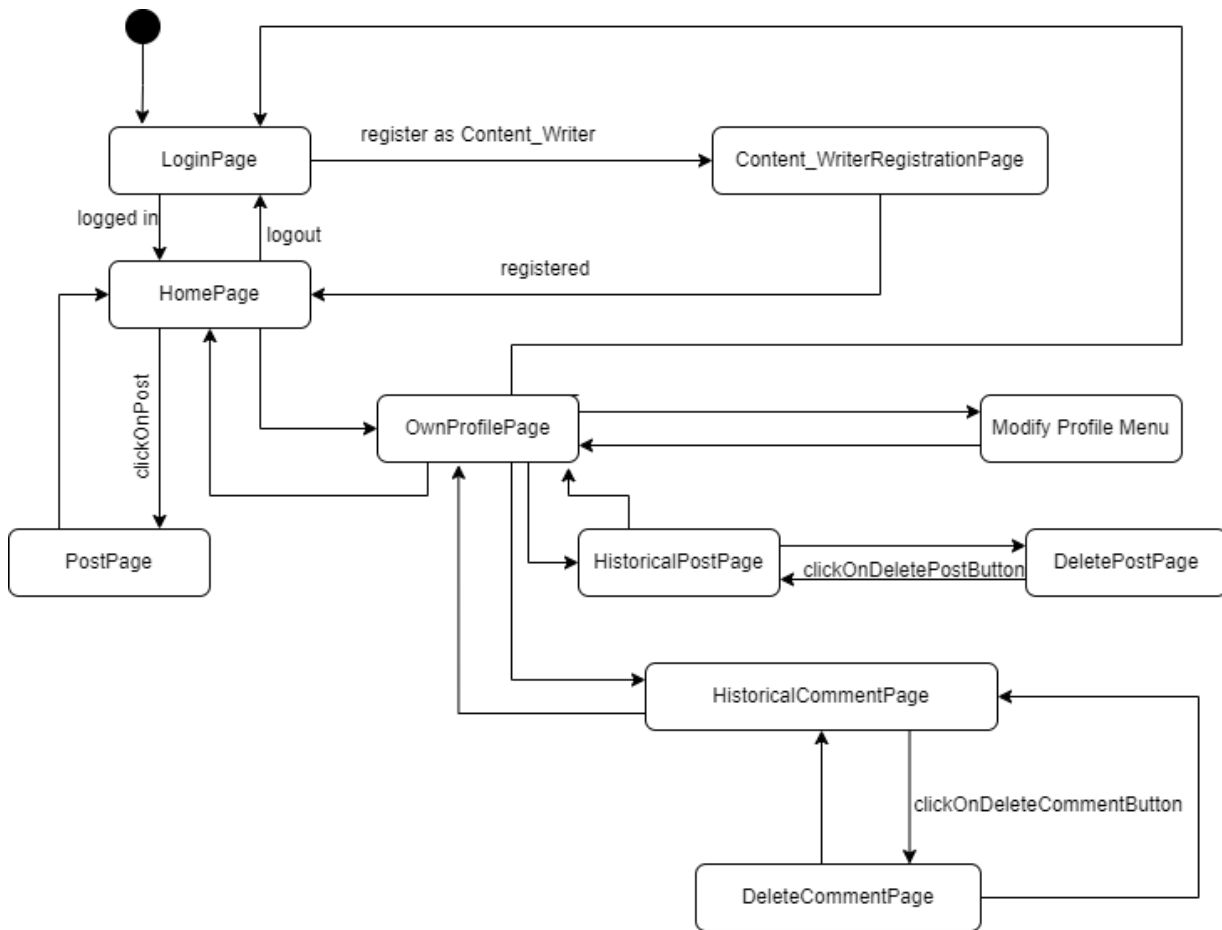 register as Content_Writer
LoginPage
Content_WriterRegistrationPage
logged in
logout
registered
HomePage
clickOnPost
OwnProfilePage
Modify Profile Menu
PostPage
HistoricalPostPage
clickOnDeletePostButton
DeletePostPage
HistoricalCommentPage
clickOnDeleteCommentButton
DeleteCommentPage